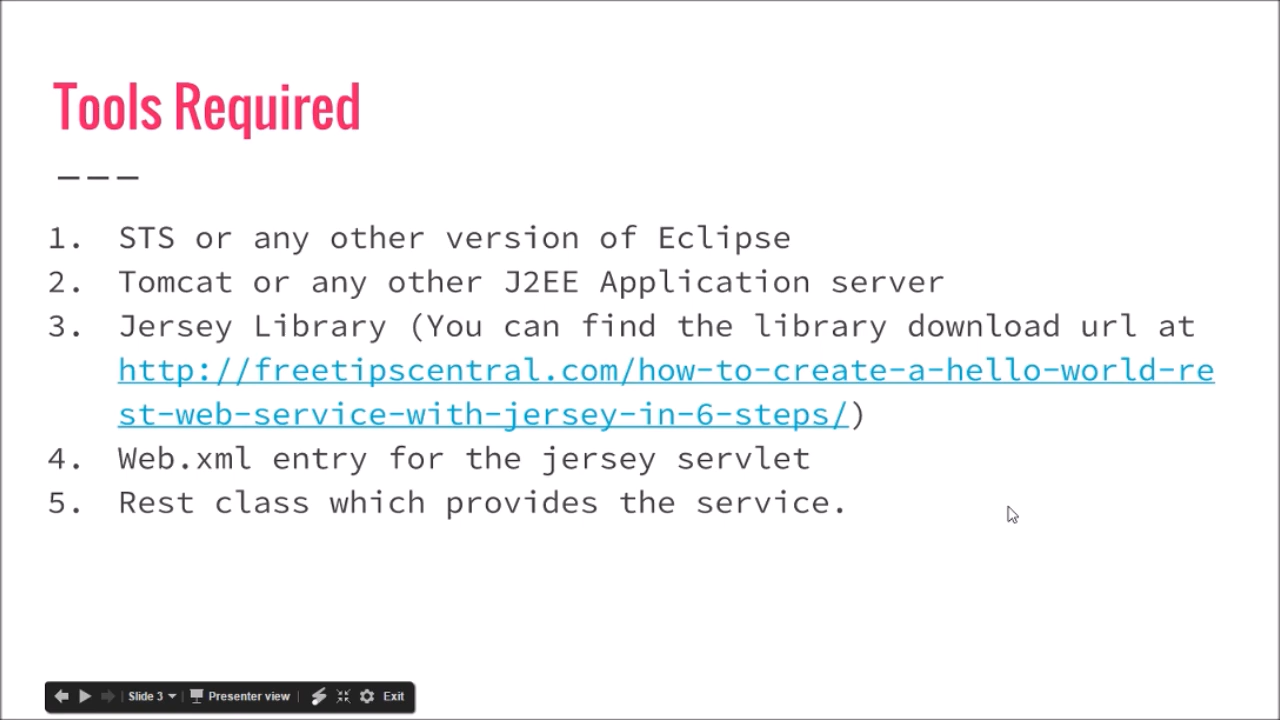 Tools Required
1. STS or any other version of Eclipse
2. Tomcat or any other J2EE Application server
3. Jersey Library (You can find the library download url at
http://freetipscentral.com/how-to-create-a-hello-world-re
st-web-service-with-jersey-in-6-steps/)
4. Web.xml entry for the jersey servlet
5. Rest class which provides the service.
Slide 3 Presenter view Exit